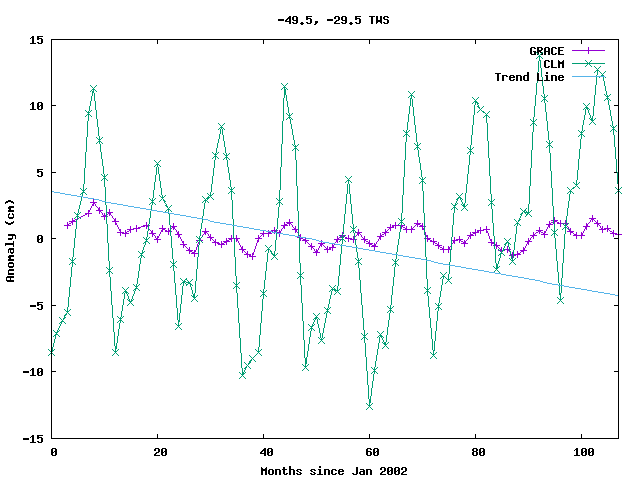 -49.5, -29.5 TWS
GRACE
CLM
Trend Line
15
10
5
0
-5
-10
-15
Anomaly (cm)
0 20 40 60 80 100
Months since Jan 2002